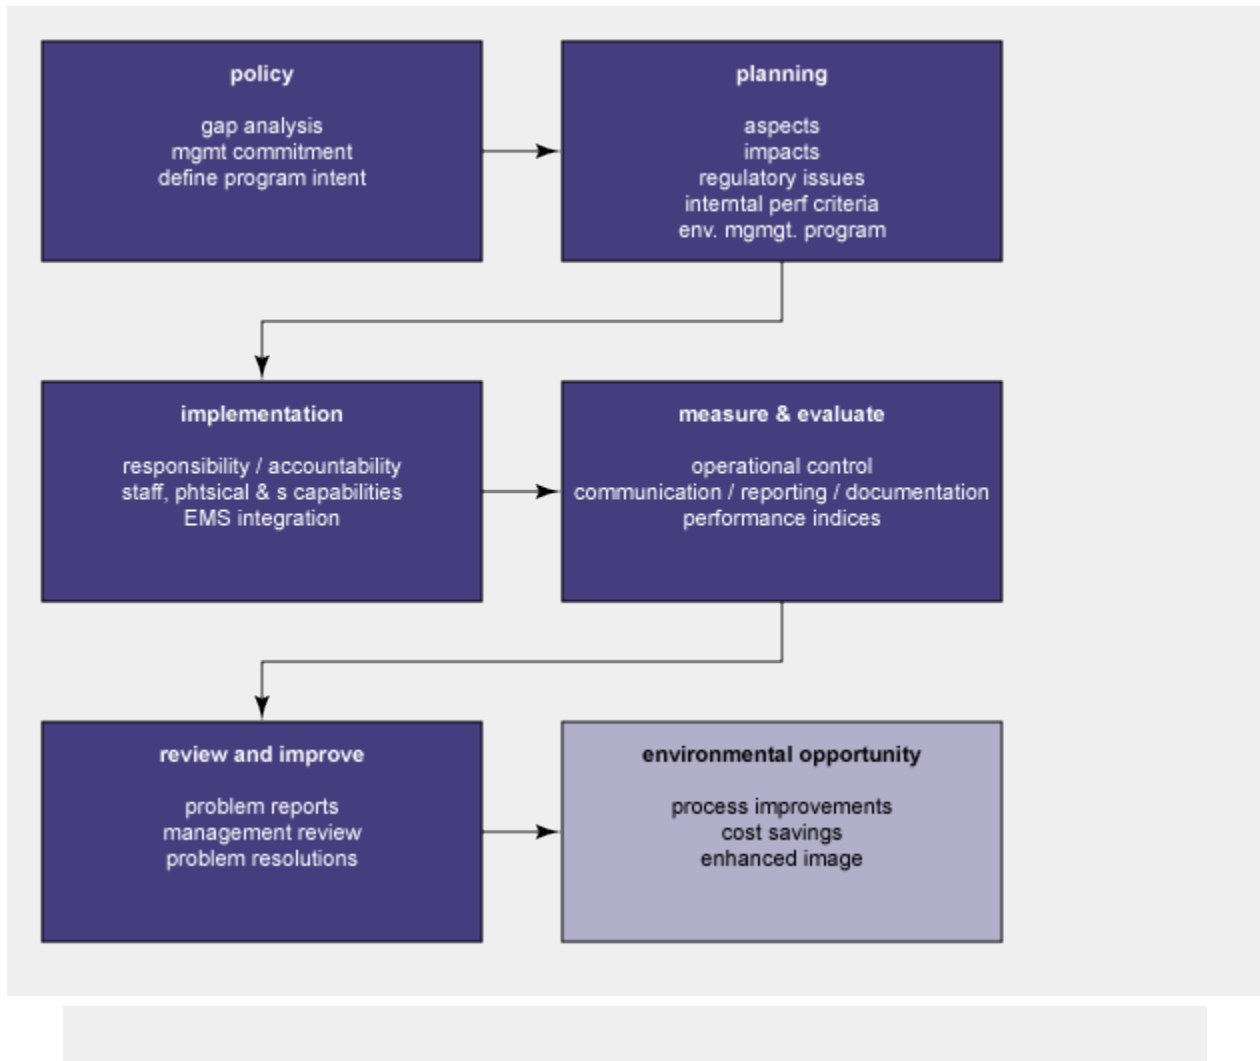 policy
gap analysis
mgmt commitment
define program intent
planning
aspects
impacts
regulatory issues
interntal perf criteria
env. mgmgt. program
implementation
responsibility / accountability
staff, phtsical & s capabilities
EMS integration
measure & evaluate
operational control
communication / reporting / documentation
performance indices
review and improve
problem reports
management review
problem resolutions
environmental opportunity
process improvements
cost savings
enhanced image